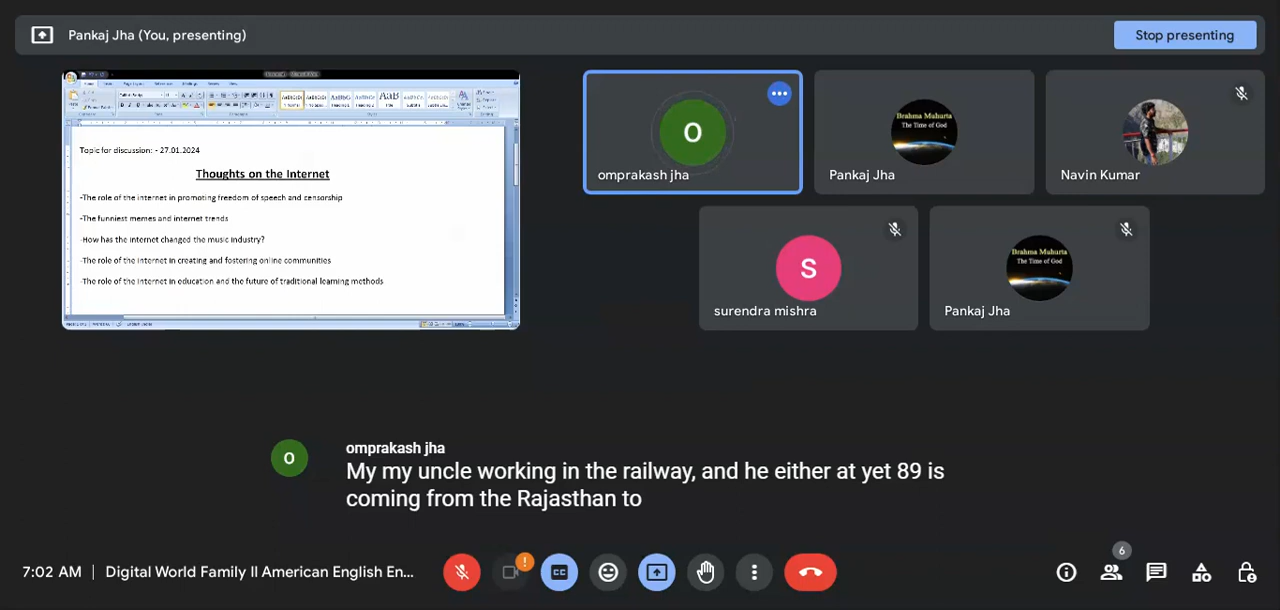 Pankaj Jha (You, presenting)
Stop presenting
Topic for discussion: - 27.01.2024
Thoughts on the Internet
-The role of the internet in promoting freedom of speech and censorship
-The funniest memes and internet trends
-How has the internet changed the music industry?
-The role of the internet in creating and fostering online communities
-The role of the internet in education and the future of traditional learning methods
O
omprakash jha
Brahma Muhurta
The Time of God
Pankaj Jha
Navin Kumar
S
surendra mishra
Brahma Muhurta
The Time of God
Pankaj Jha
O
omprakash jha
My my uncle working in the railway, and he either at yet 89 is
coming from the Rajasthan to
7:02 AM | Digital World Family II American English En...
CC
6